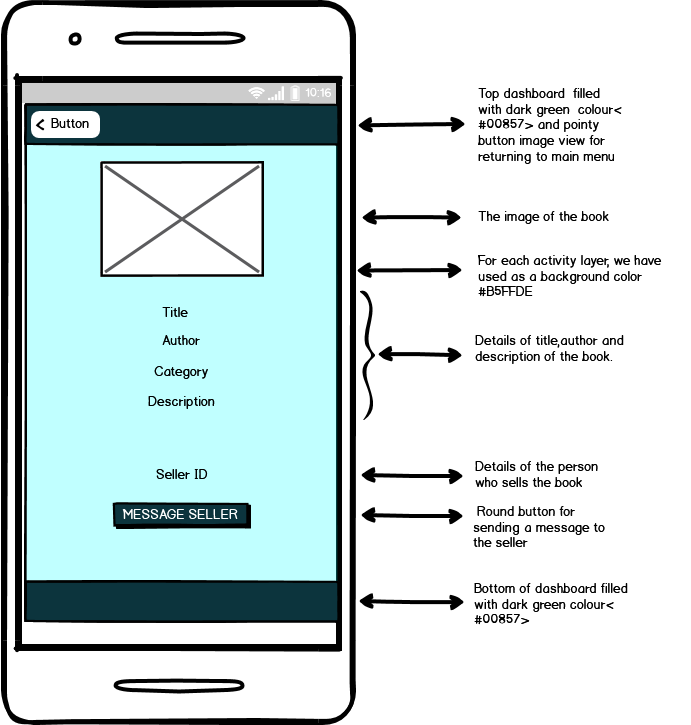 10:16
Button
Top dashboard filled
with dark green colour<
#00857> and pointy
button image view for
returning to main menu
The image of the book
For each activity layer, we have
used as a background color
#B5FFDE
Title
Author
Category
Description
Details of title,author and
description of the book.
Seller ID
Details of the person
who sells the book
MESSAGE SELLER
Round button for
sending a message to
the seller
Bottom of dashboard filled
with dark green colour<
#00857>